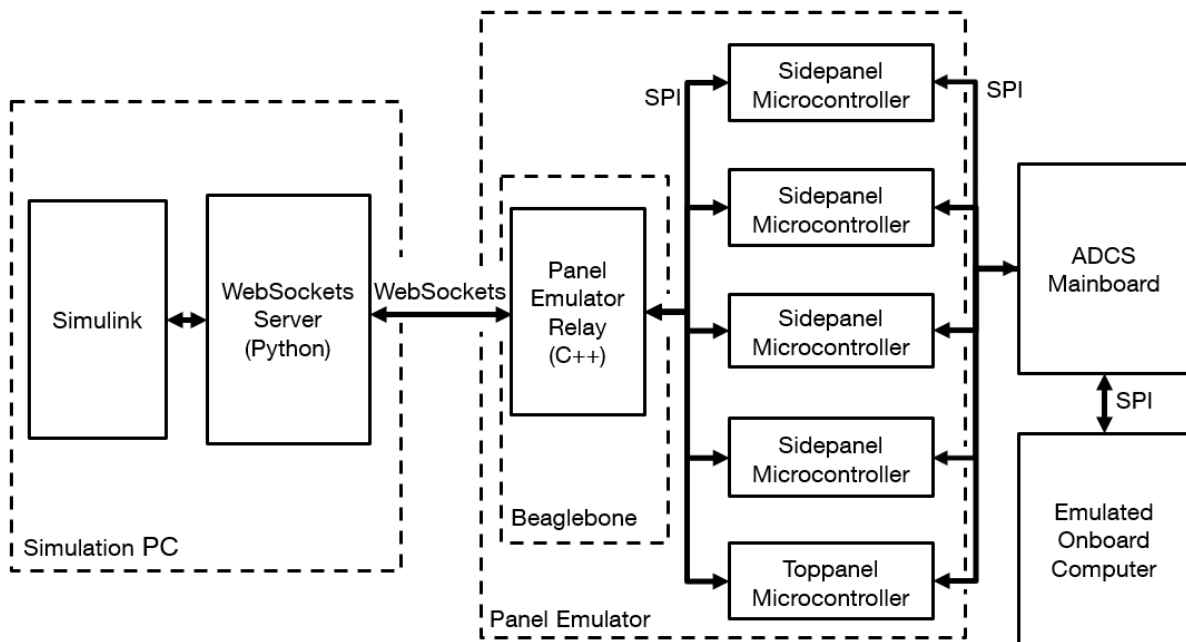 Simulink
WebSockets
Server
(Python)
Simulation PC
WebSockets
Panel
Emulator
Relay
(C++)
Beaglebone
Panel Emulator
SPI
Sidepanel
Microcontroller
Sidepanel
Microcontroller
Sidepanel
Microcontroller
Sidepanel
Microcontroller
Toppanel
Microcontroller
SPI
ADCS
Mainboard
SPI
Emulated
Onboard
Computer